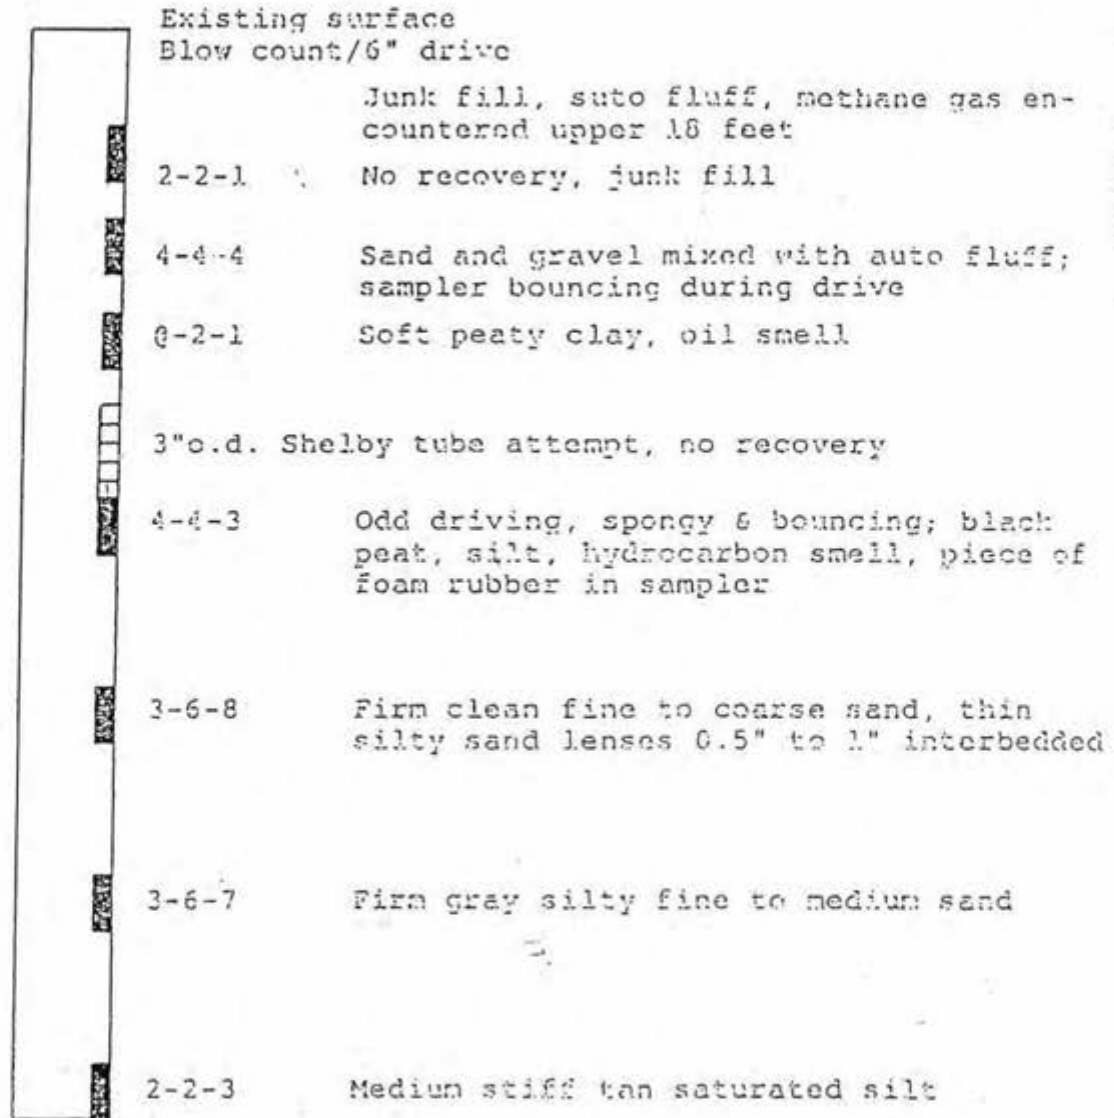 Existing surface
Blow count/6" drive
Junk fill, suto fluff, methane gas en-
countered upper 18 feet
2-2-1 No recovery, junk fill
4-4-4 Sand and gravel mixed with auto fluff;
sampler bouncing during drive
0-2-1 Soft peaty clay, oil smell
3"o.d. Shelby tube attempt, no recovery
4-4-3 Odd driving, spongy & bouncing; black
peat, silt, hydrocarbon smell, piece of
foam rubber in sampler
3-6-8 Firm clean fine to coarse sand, thin
silty sand lenses 0.5" to 1" interbedded
3-6-7 Firm gray silty fine to medium sand
2-2-3 Medium stiff tan saturated silt